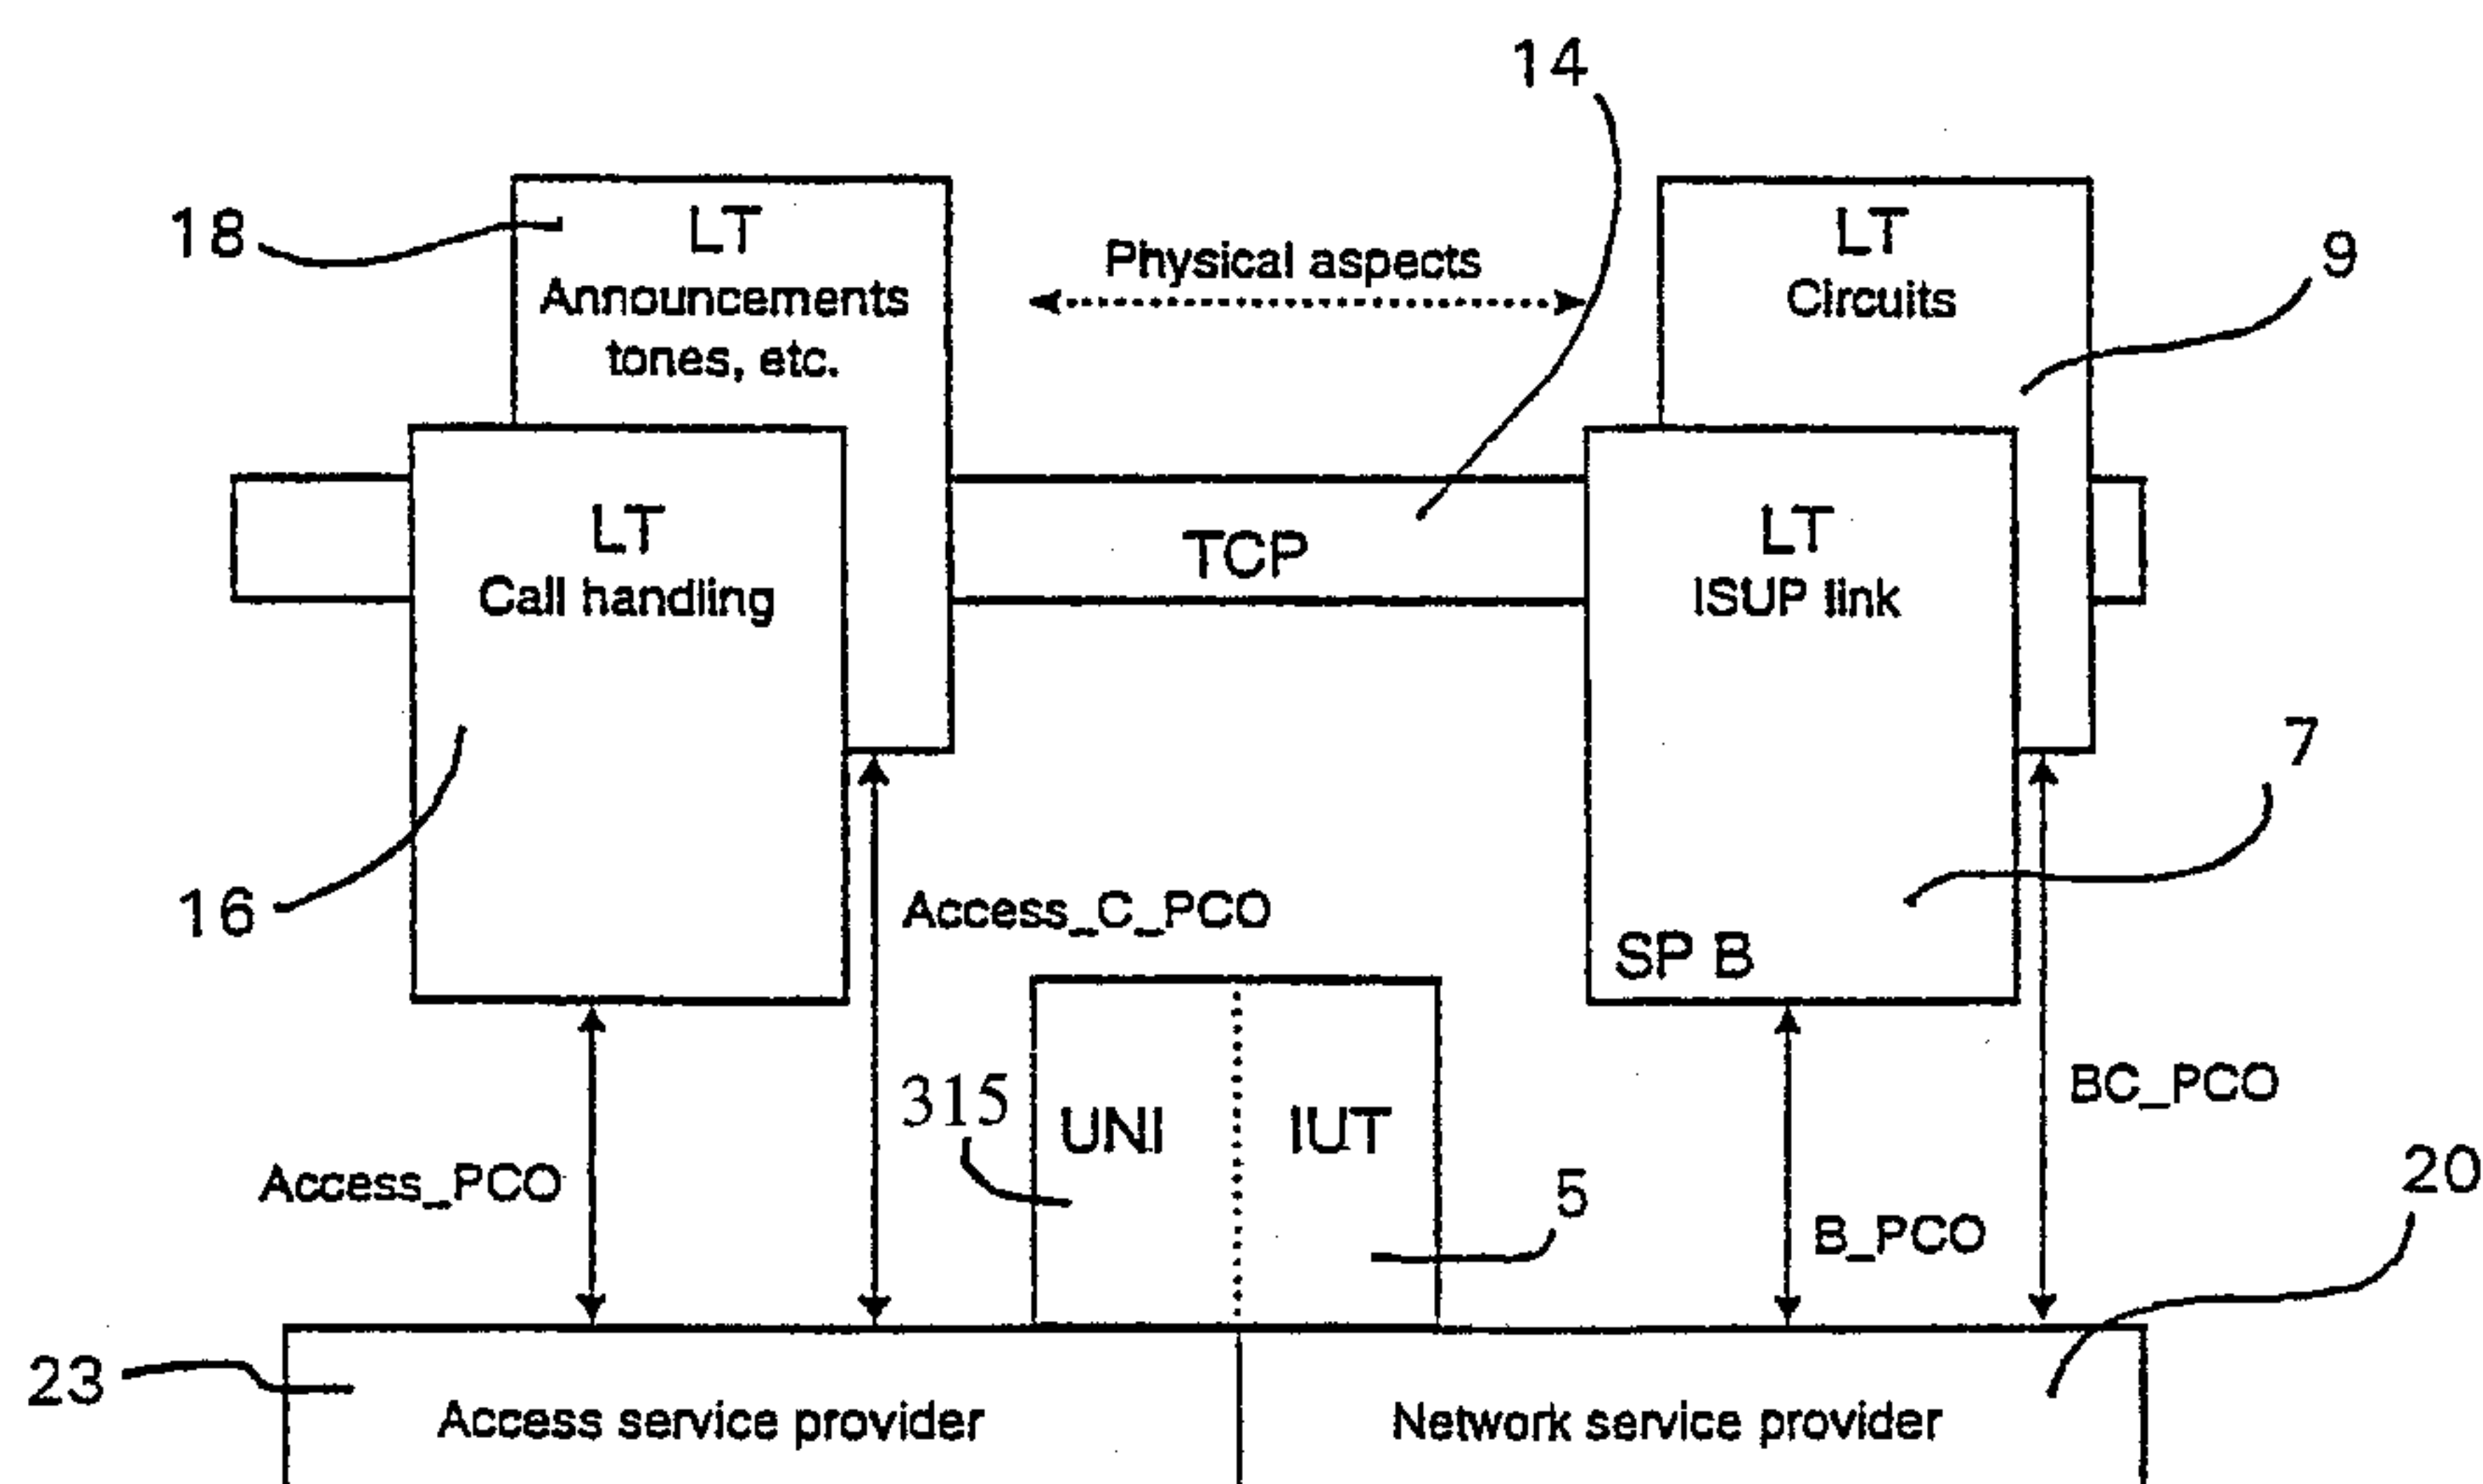 14
18
LT
Announcements
tones, etc.
Physical aspects
LT
Circuits
9
LT
Call handling
TCP
LT
ISUP link
7
16
Access_C_PCO
SP B
315
UNI
IUT
BC_PCO
Access_PCO
5
B_PCO
20
23
Access service provider
Network service provider